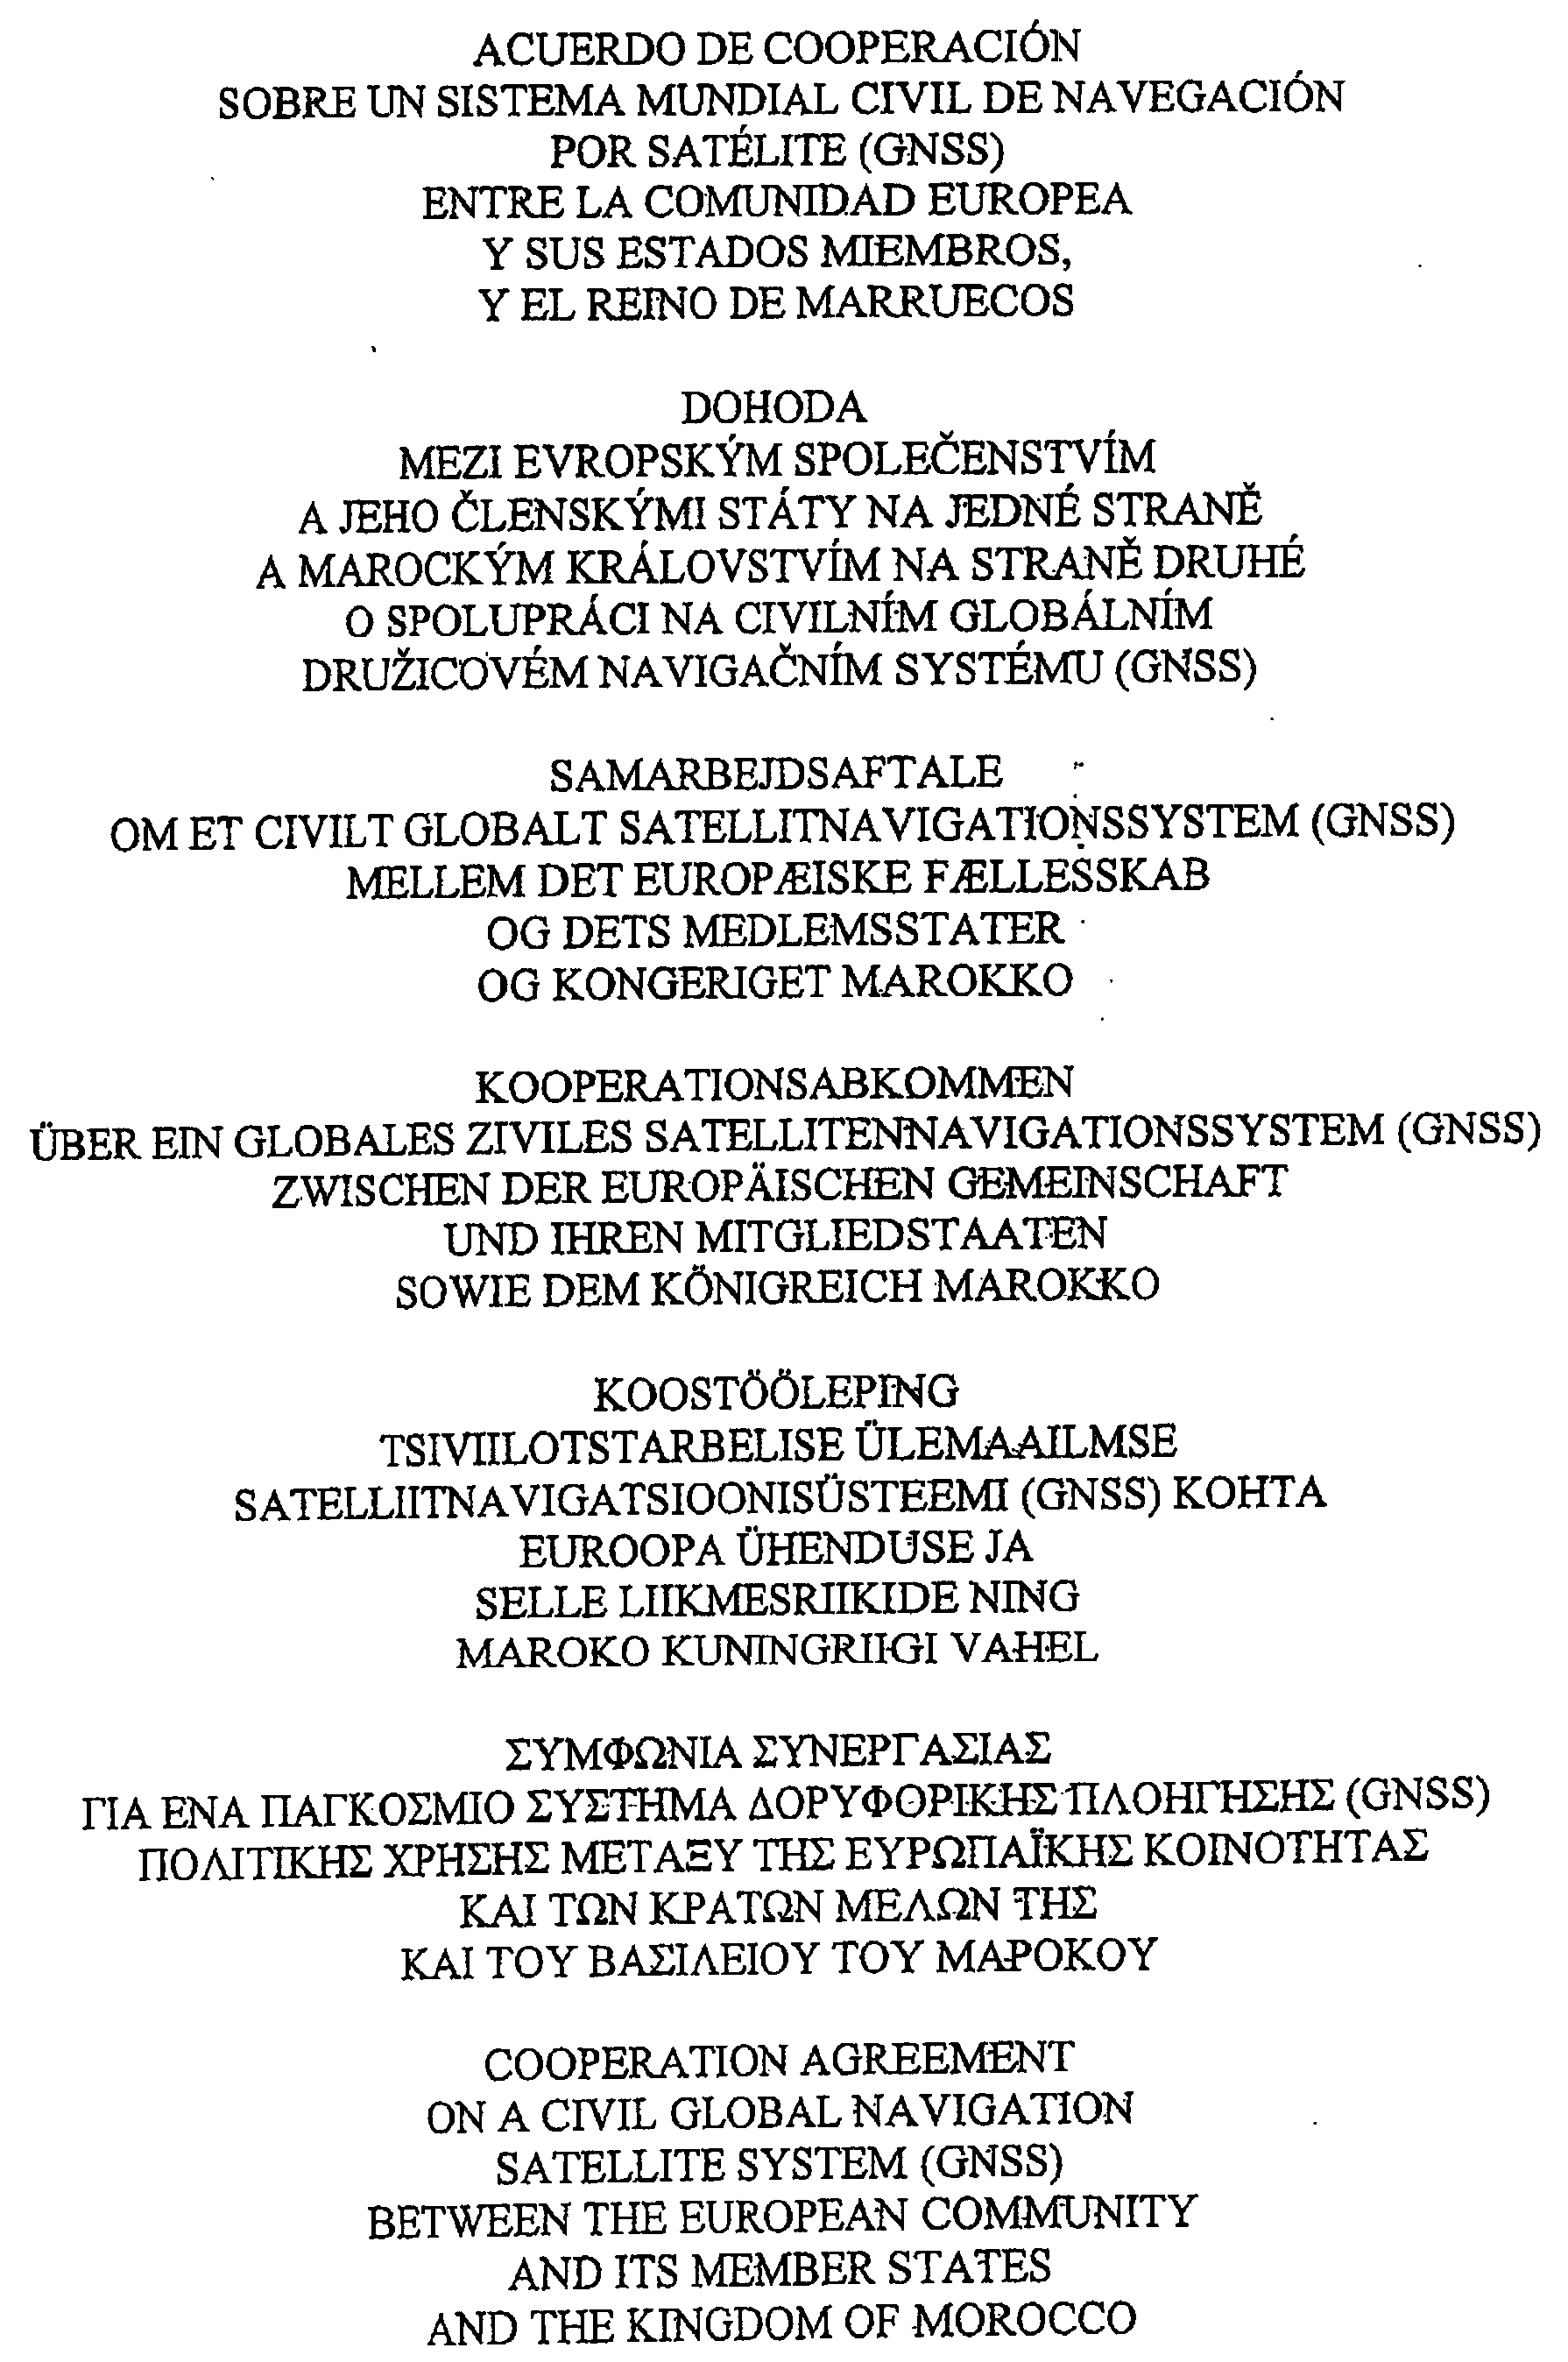 ACUERDO DE COOPERACIÓN
SOBRE UN SISTEMA MUNDIAL CIVIL DE NAVEGACIÓN
POR SATÉLITE (GNSS)
ENTRE LA COMUNIDAD EUROPEA
Y SUS ESTADOS MIEMBROS,
Y EL REINO DE MARRUECOS
DOHODA
MEZI EVROPSKÝM SPOLEČENSTVÍM
A JEHO ČLENSKÝMI STÁTY NA JEDNÉ STRANĚ
A MAROCKÝM KRÁLOVSTVÍM NA STRANĚ DRUHÉ
O SPOLUPRÁCI NA CIVILNÍM GLOBÁLNÍM
DRUŽICOVÉM NAVIGAČNÍM SYSTÉMU (GNSS)
SAMARBEJDSAFTALE
OM ET CIVILT GLOBALT SATELLITNAVIGATIONSSYSTEM (GNSS)
MELLEM DET EUROPÆISKE FÆLLESSKAB
OG DETS MEDLEMSSTATER
OG KONGERIGET MAROKKO
KOOPERATIONSABKOMMEN
ÜBER EIN GLOBALES ZIVILES SATELLITENNAVIGATIONSSYSTEM (GNSS)
ZWISCHEN DER EUROPÄISCHEN GEMEINSCHAFT
UND IHREN MITGLIEDSTAATEN
SOWIE DEM KÖNIGREICH MAROKKO
KOOSTÖÖLEPING
TSIVIILOTSTARBELISE ÜLEMAAILMSE
SATELLIITNAVIGATSIOONISÜSTEEMI (GNSS) KOHTA
EUROOPA ÜHENDUSE JA
SELLE LIIKMESRIIKIDE NING
MAROKO KUNINGRIIGI VAHEL
ΣΥΜΦΩΝΙΑ ΣΥΝΕΡΓΑΣΙΑΣ
ΓΙΑ ΕΝΑ ΠΑΓΚΟΣΜΙΟ ΣΥΣΤΗΜΑ ΔΟΡΥΦΟΡΙΚΗΣ ΠΛΟΗΓΗΣΗΣ (GNSS)
ΠΟΛΙΤΙΚΗΣ ΧΡΗΣΗΣ ΜΕΤΑΞΥ ΤΗΣ ΕΥΡΩΠΑΪΚΗΣ ΚΟΙΝΟΤΗΤΑΣ
ΚΑΙ ΤΩΝ ΚΡΑΤΩΝ ΜΕΛΩΝ ΤΗΣ
ΚΑΙ ΤΟΥ ΒΑΣΙΛΕΙΟΥ ΤΟΥ ΜΑΡΟΚΟΥ
COOPERATION AGREEMENT
ON A CIVIL GLOBAL NAVIGATION
SATELLITE SYSTEM (GNSS)
BETWEEN THE EUROPEAN COMMUNITY
AND ITS MEMBER STATES
AND THE KINGDOM OF MOROCCO